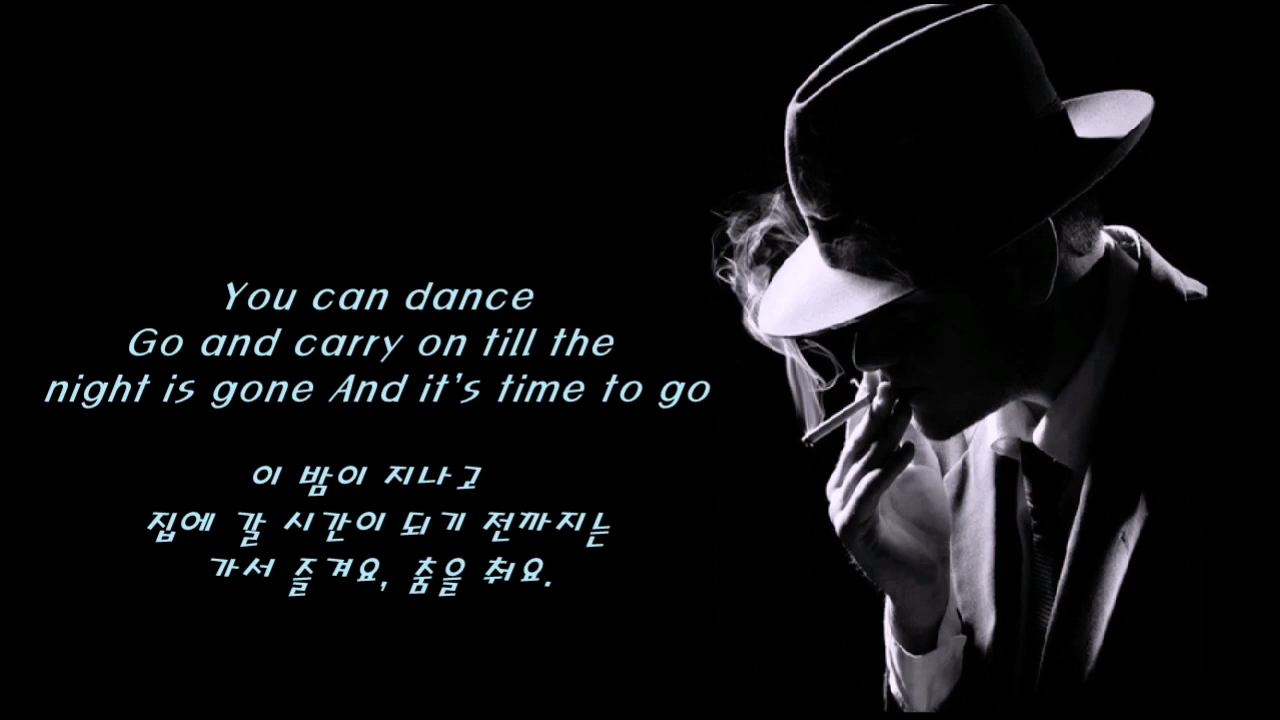 You can dance
Go and carry on till the
night is gone And it's time to go
이 밤이 지나고
집에 갈 시간이 되기 전까지는
가서 즐겨요, 춤을 춰요.